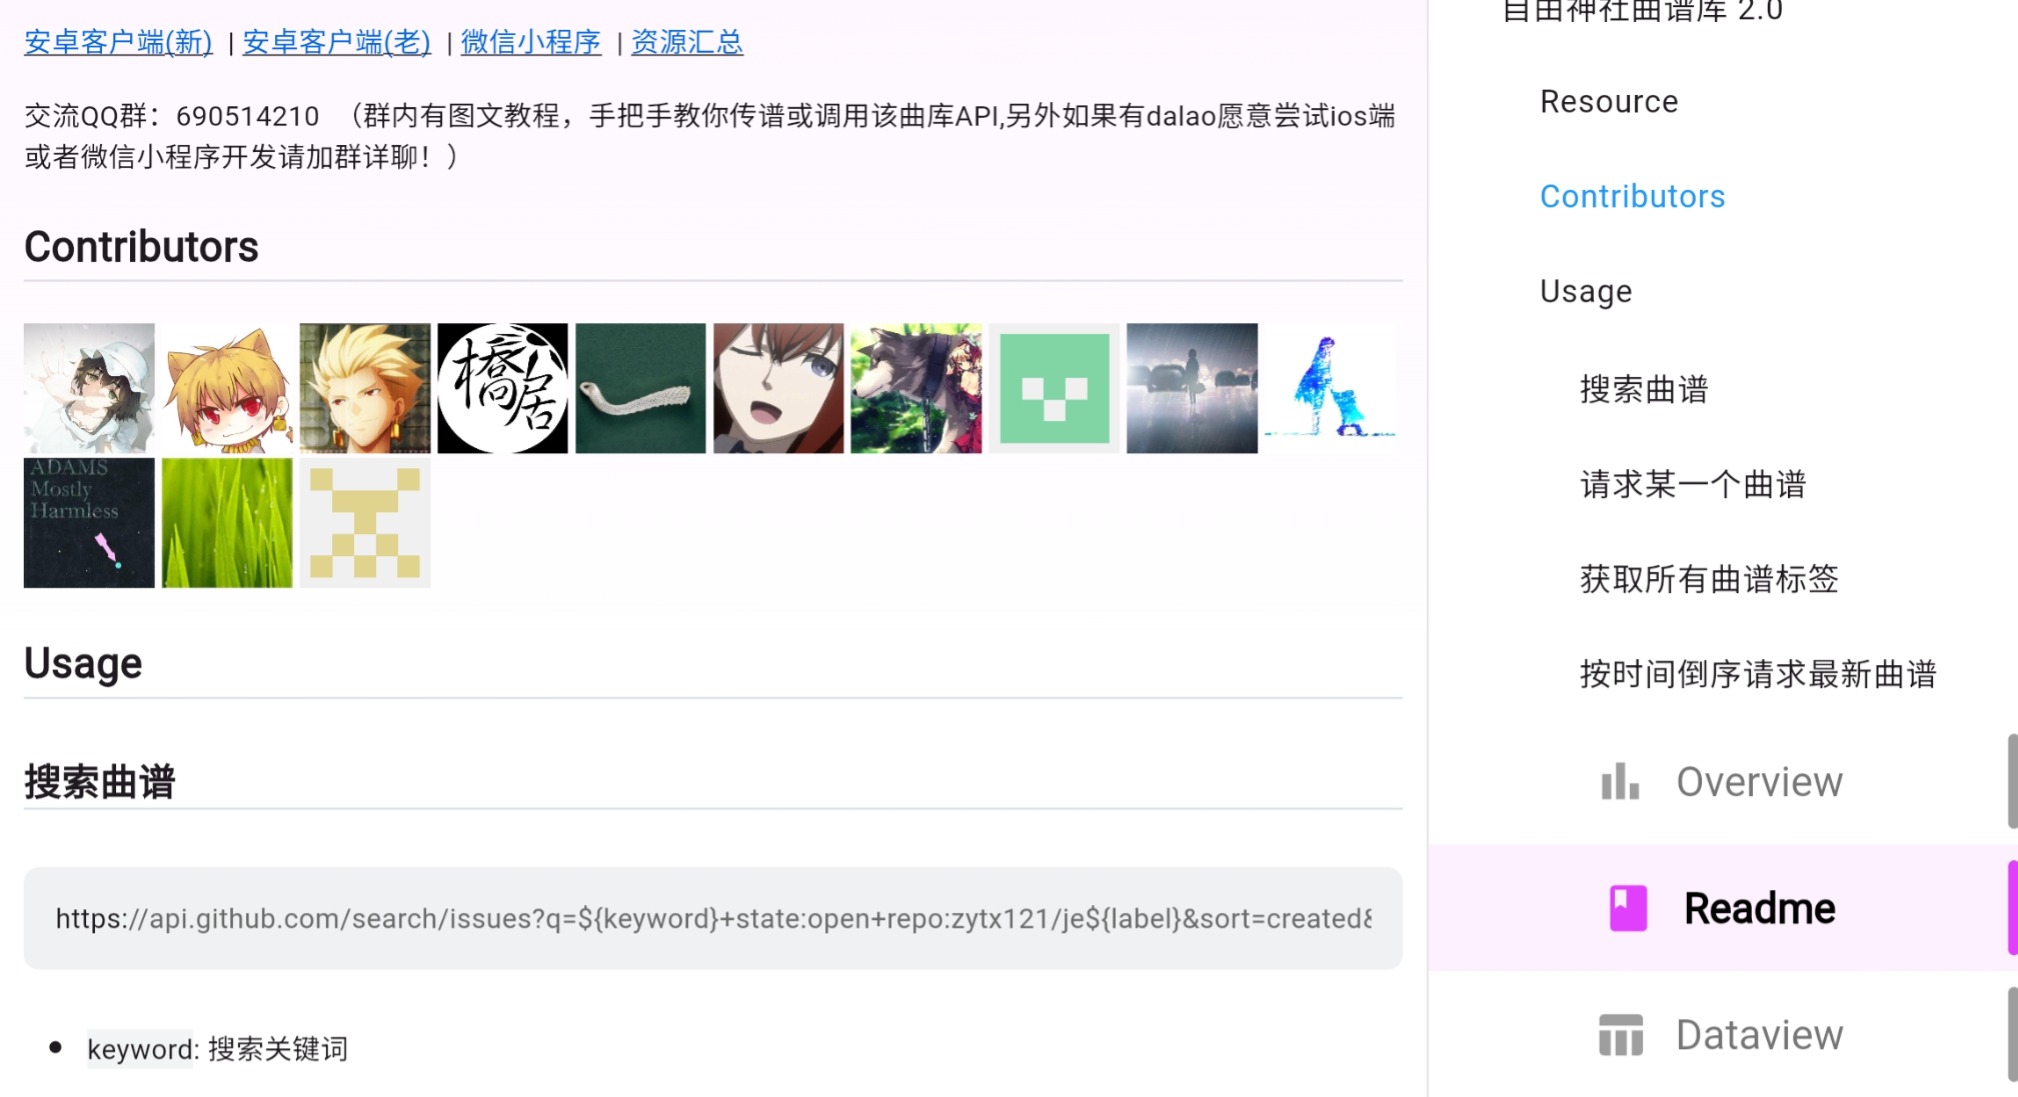 安卓客户端(新) | 安卓客户端(老) | 微信小程序 | 资源汇总
交流QQ群：690514210 （群内有图文教程，手把手教你传谱或调用该曲库API,另外如果有dalao愿意尝试ios端
或者微信小程序开发请加群详聊！）
Contributors
橋居
ADAMS
Mostly
Harmless
Usage
搜索曲谱
https://api.github.com/search/issues?q=${keyword}+state:open+repo:zytx121/je${label}&sort=created&
keyword: 搜索关键词
自由神社曲谱库 2.0
Resource
Contributors
Usage
搜索曲谱
请求某一个曲谱
获取所有曲谱标签
按时间倒序请求最新曲谱
Overview
Readme
Dataview